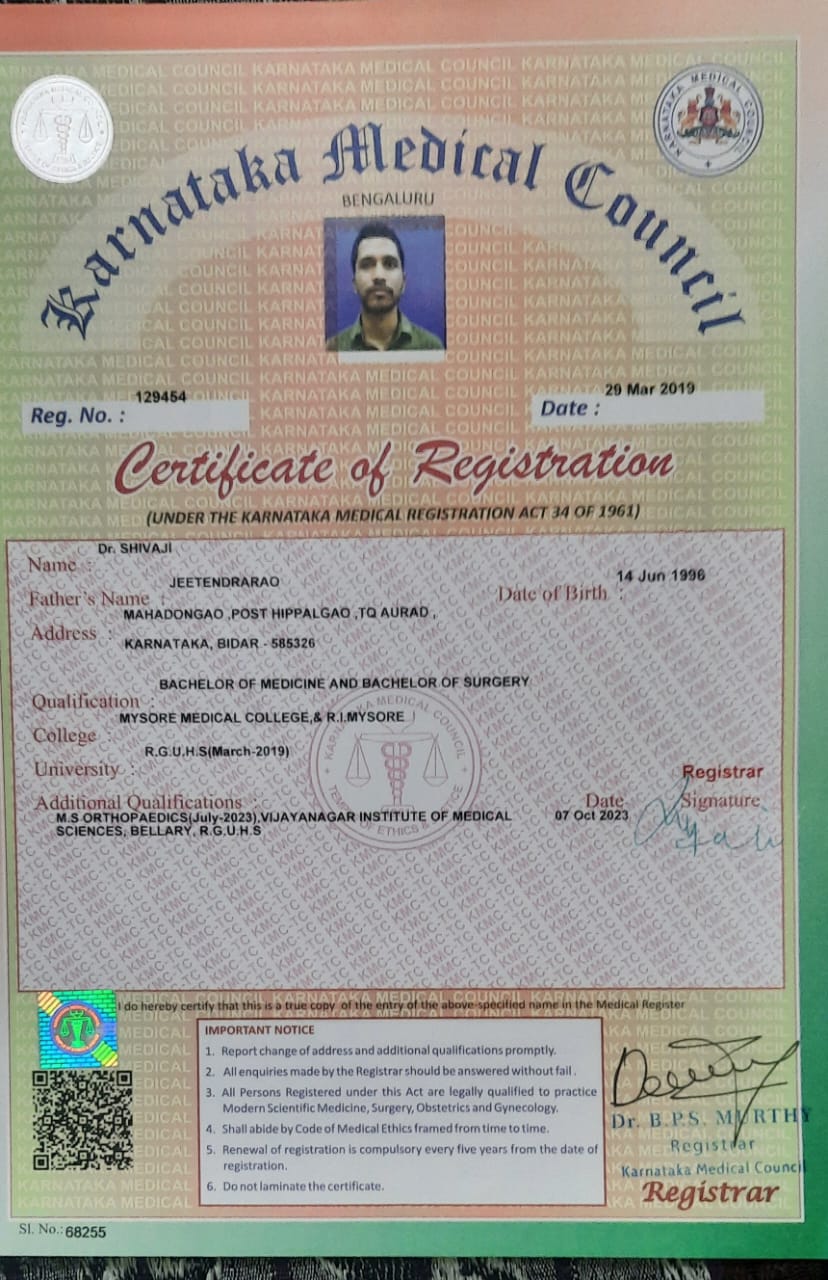 KARNATAKA MEDICAL COUNCIL
Karnataka Medical Council
BENGALURU
Reg. No. : 129454
Date : 29 Mar 2019
Certificate of Registration
(UNDER THE KARNATAKA MEDICAL REGISTRATION ACT 34 OF 1961)
Name : Dr. SHIVAJI
Father's Name : JEETENDRARAO
Date of Birth : 14 Jun 1996
Address : MAHADONGAO ,POST HIPPALGAO ,TQ AURAD ,
KARNATAKA, BIDAR - 585326
Qualification : BACHELOR OF MEDICINE AND BACHELOR OF SURGERY
College : MYSORE MEDICAL COLLEGE,& R.I.MYSORE
University : R.G.U.H.S(March-2019)
Registrar
Additional Qualifications : Date Signature
M.S ORTHOPAEDICS(July-2023),VIJAYANAGAR INSTITUTE OF MEDICAL 07 Oct 2023
SCIENCES, BELLARY, R.G.U.H.S
I do hereby certify that this is a true copy of the entry of the above-specified name in the Medical Register
IMPORTANT NOTICE
1. Report change of address and additional qualifications promptly.
2. All enquiries made by the Registrar should be answered without fail .
3. All Persons Registered under this Act are legally qualified to practice
Modern Scientific Medicine, Surgery, Obstetrics and Gynecology.
4. Shall abide by Code of Medical Ethics framed from time to time.
5. Renewal of registration is compulsory every five years from the date of
registration.
6. Do not laminate the certificate.
Dr. B.P.S. MURTHY
Registrar
Karnataka Medical Council
Registrar
Sl. No.: 68255